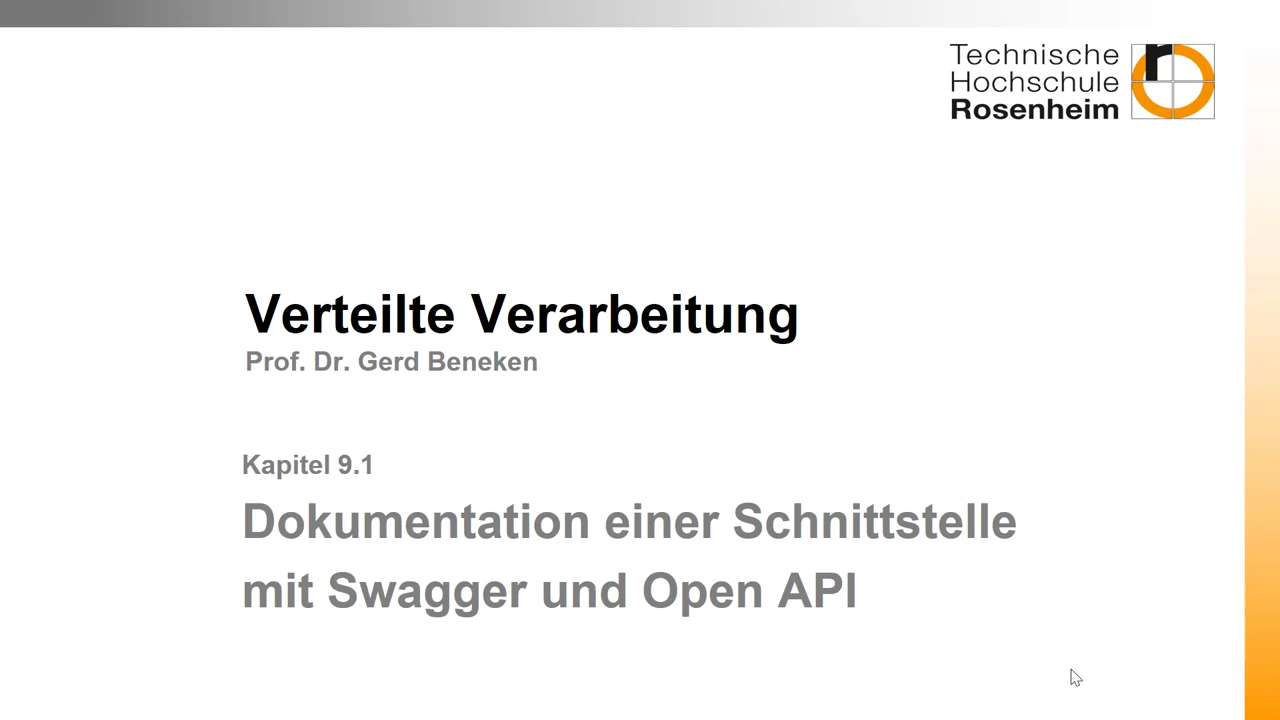 Technische
Hochschule
Rosenheim
Verteilte Verarbeitung
Prof. Dr. Gerd Beneken
Kapitel 9.1
Dokumentation einer Schnittstelle
mit Swagger und Open API